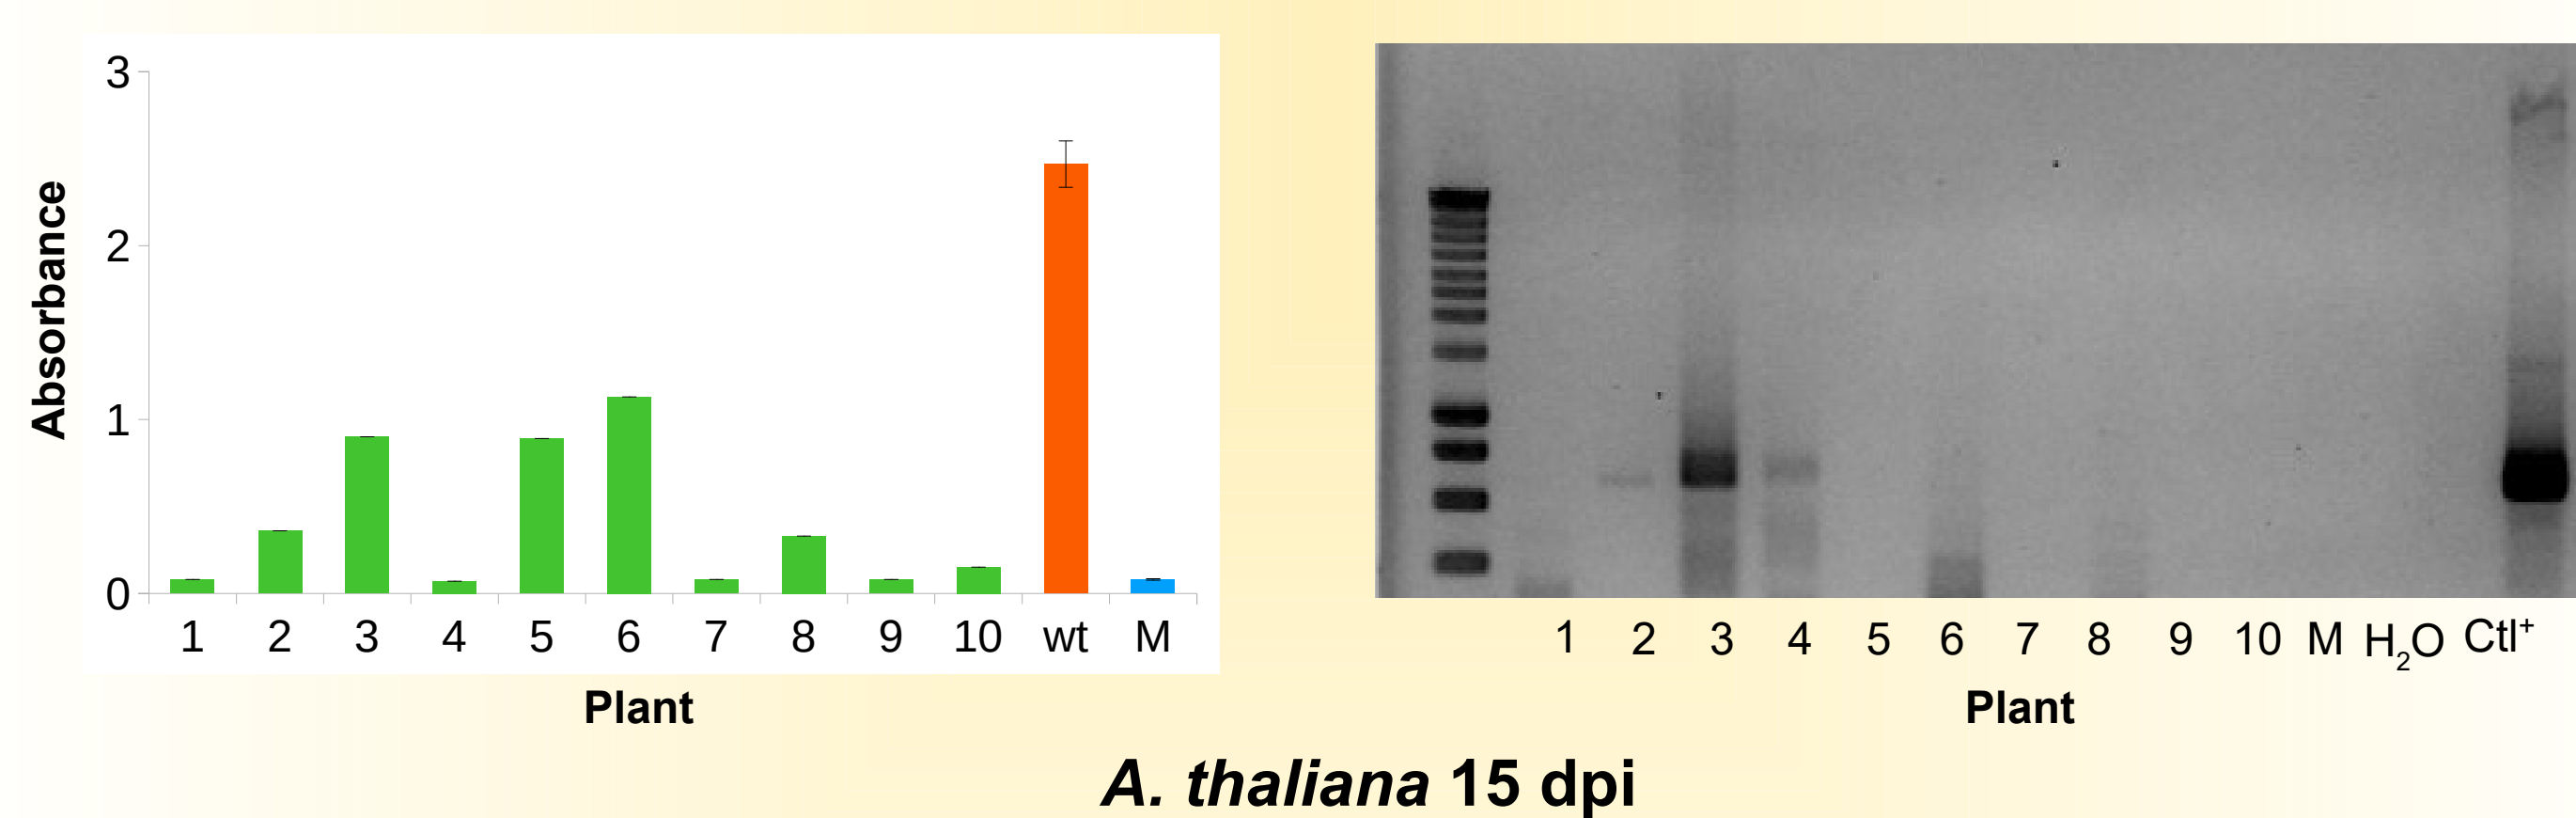 Absorbance
3
2
1
0
1 2 3 4 5 6 7 8 9 10 wt M
Plant
1 2 3 4 5 6 7 8 9 10 M H₂O Ctl⁺
Plant
A. thaliana 15 dpi